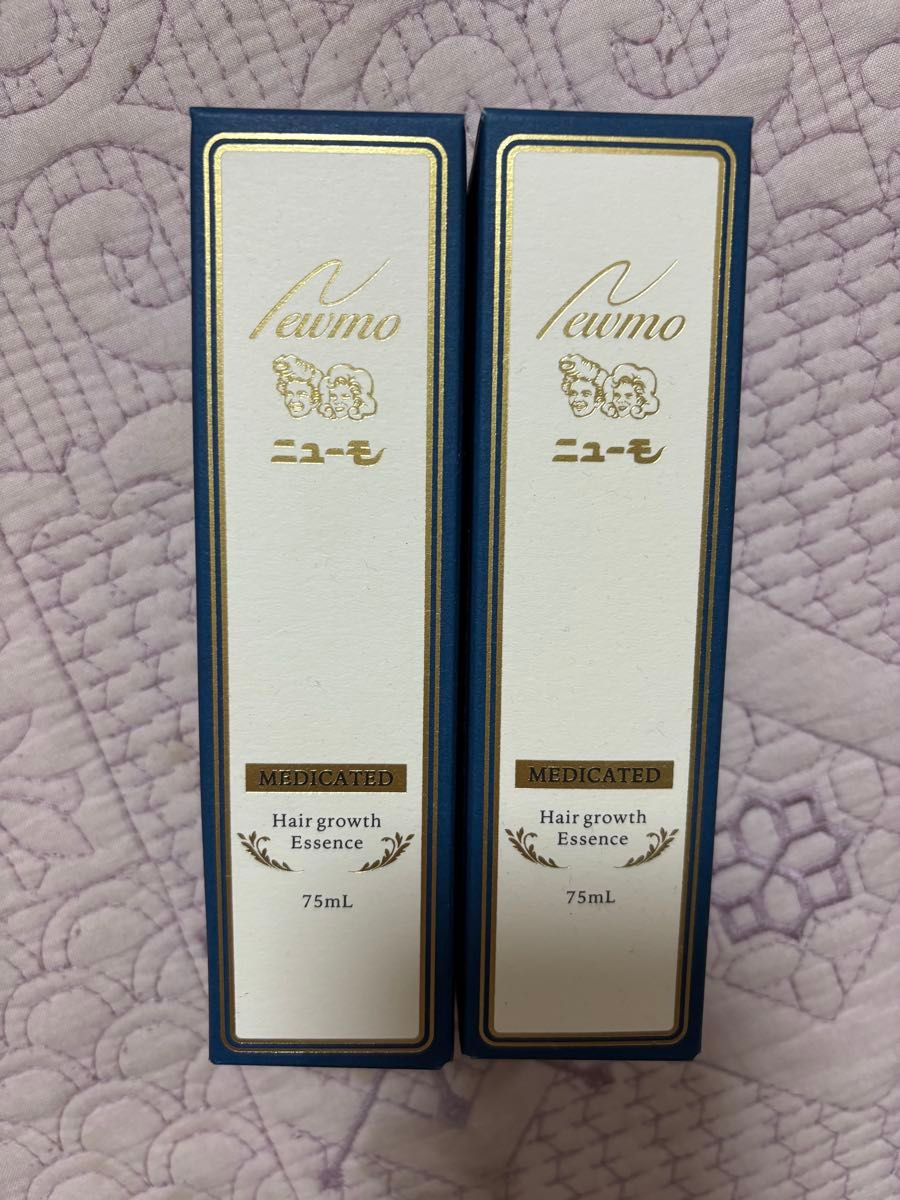 Newmo
ニューモ
MEDICATED
Hair growth
Essence
75mL
Newmo
ニューモ
MEDICATED
Hair growth
Essence
75mL